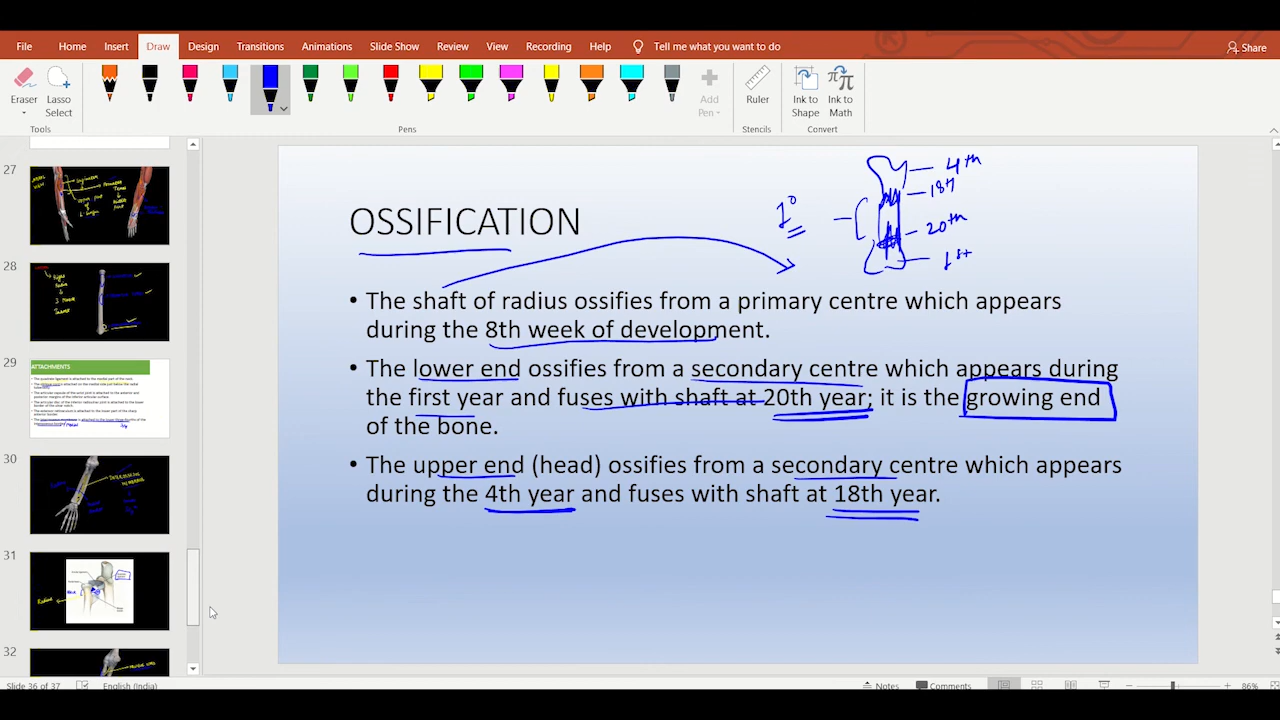 File Home Insert Draw Design Transitions Animations Slide Show Review View Recording Help Tell me what you want to do Share
Eraser
Lasso Select
Add Pen
Ruler
Ink to Shape
Ink to Math
Tools
Pens
Stencils
Convert
27
28
29
ATTACHMENTS
30
31
32
4th
18th
20th
1st
1°
OSSIFICATION
• The shaft of radius ossifies from a primary centre which appears
during the 8th week of development.
• The lower end ossifies from a secondary centre which appears during
the first year and fuses with shaft at 20th year; it is the growing end
of the bone.
• The upper end (head) ossifies from a secondary centre which appears
during the 4th year and fuses with shaft at 18th year.
Slide 36 of 37 English (India) Notes Comments 86%